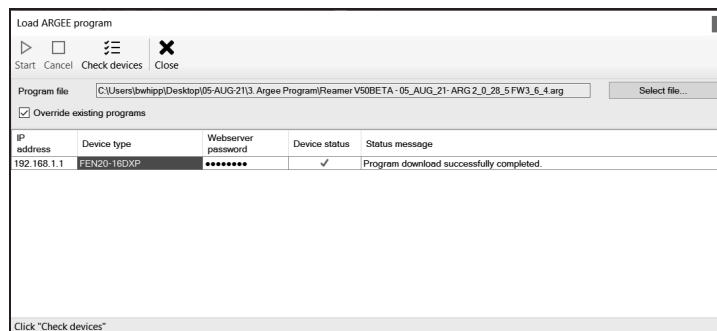 Load ARGEE program
Start Cancel Check devices Close
Program file C:\Users\bwhipp\Desktop\05-AUG-21\3. Argee Program\Reamer V50BETA - 05_AUG_21- ARG 2_0_28_5 FW3_6_4.arg Select file...
Override existing programs
IP address Device type Webserver password Device status Status message
192.168.1.1 FEN20-16DXP ●●●●●●●● ✓ Program download successfully completed.
Click "Check devices"